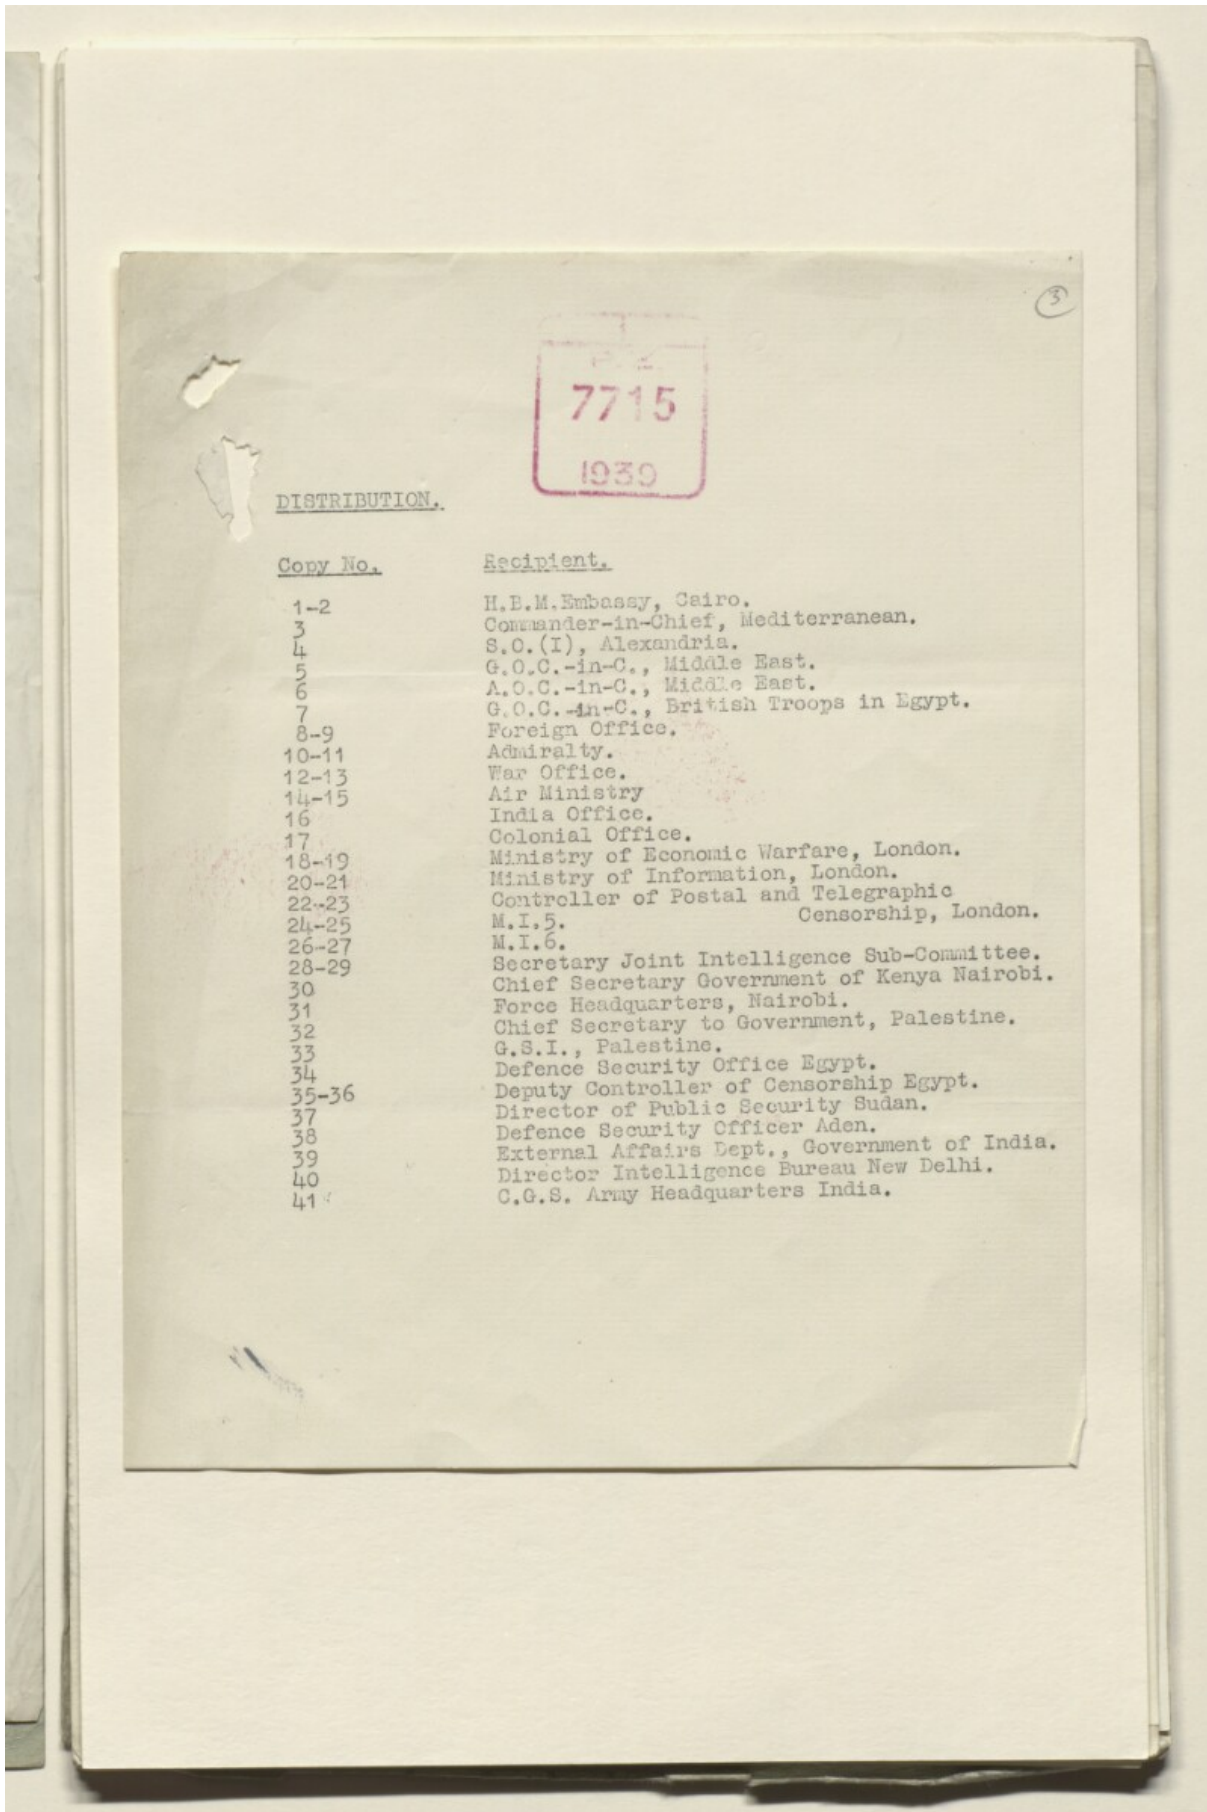 3
P.Z.
7715
1939
DISTRIBUTION.
Copy No. Recipient.
1-2 H.B.M.Embassy, Cairo.
3 Commander-in-Chief, Mediterranean.
4 S.O.(I), Alexandria.
5 G.O.C.-in-C., Middle East.
6 A.O.C.-in-C., Middle East.
7 G.O.C.-in-C., British Troops in Egypt.
8-9 Foreign Office.
10-11 Admiralty.
12-13 War Office.
14-15 Air Ministry
16 India Office.
17 Colonial Office.
18-19 Ministry of Economic Warfare, London.
20-21 Ministry of Information, London.
22-23 Controller of Postal and Telegraphic
Censorship, London.
24-25 M.I.5.
26-27 M.I.6.
28-29 Secretary Joint Intelligence Sub-Committee.
30 Chief Secretary Government of Kenya Nairobi.
31 Force Headquarters, Nairobi.
32 Chief Secretary to Government, Palestine.
33 G.S.I., Palestine.
34 Defence Security Office Egypt.
35-36 Deputy Controller of Censorship Egypt.
37 Director of Public Security Sudan.
38 Defence Security Officer Aden.
39 External Affairs Dept., Government of India.
40 Director Intelligence Bureau New Delhi.
41 C.G.S. Army Headquarters India.